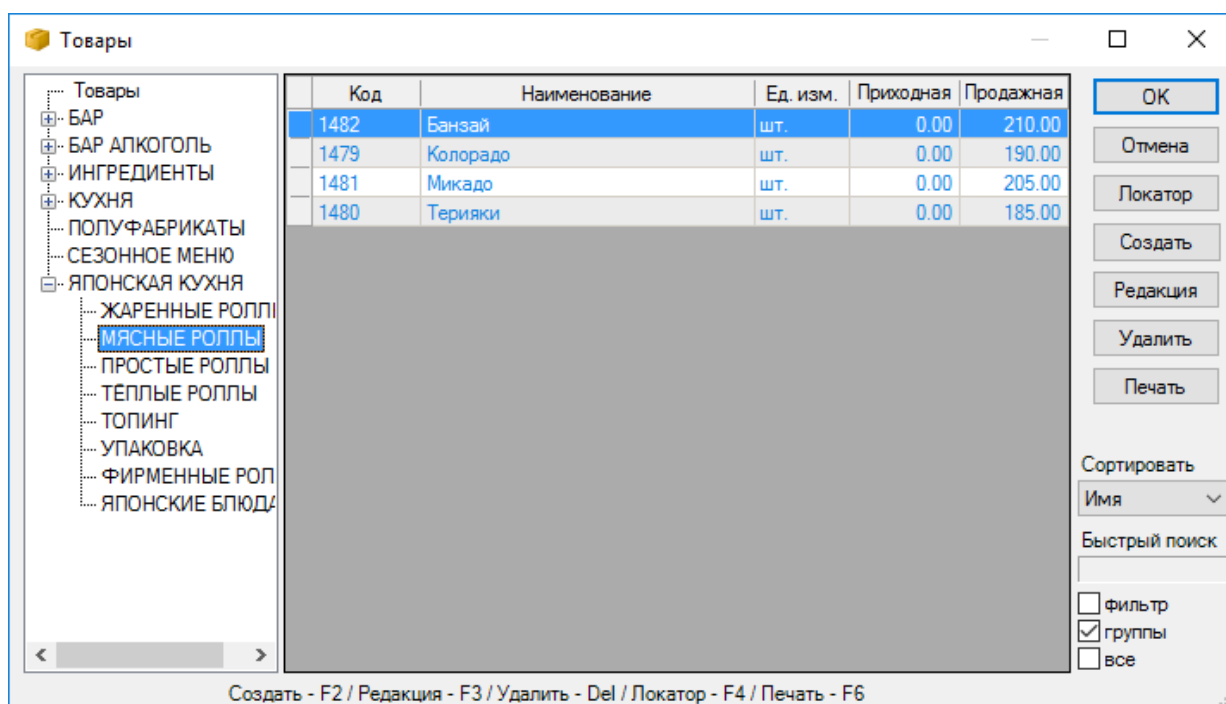 Товары
Товары
БАР
БАР АЛКОГОЛЬ
ИНГРЕДИЕНТЫ
КУХНЯ
ПОЛУФАБРИКАТЫ
СЕЗОННОЕ МЕНЮ
ЯПОНСКАЯ КУХНЯ
ЖАРЕННЫЕ РОЛЛЫ
МЯСНЫЕ РОЛЛЫ
ПРОСТЫЕ РОЛЛЫ
ТЁПЛЫЕ РОЛЛЫ
ТОПИНГ
УПАКОВКА
ФИРМЕННЫЕ РОЛ
ЯПОНСКИЕ БЛЮДА
Код Наименование Ед. изм. Приходная Продажная
1482 Банзай шт. 0.00 210.00
1479 Колорадо шт. 0.00 190.00
1481 Микадо шт. 0.00 205.00
1480 Терияки шт. 0.00 185.00
OK
Отмена
Локатор
Создать
Редакция
Удалить
Печать
Сортировать
Имя
Быстрый поиск
фильтр
группы
все
Создать - F2 / Редакция - F3 / Удалить - Del / Локатор - F4 / Печать - F6